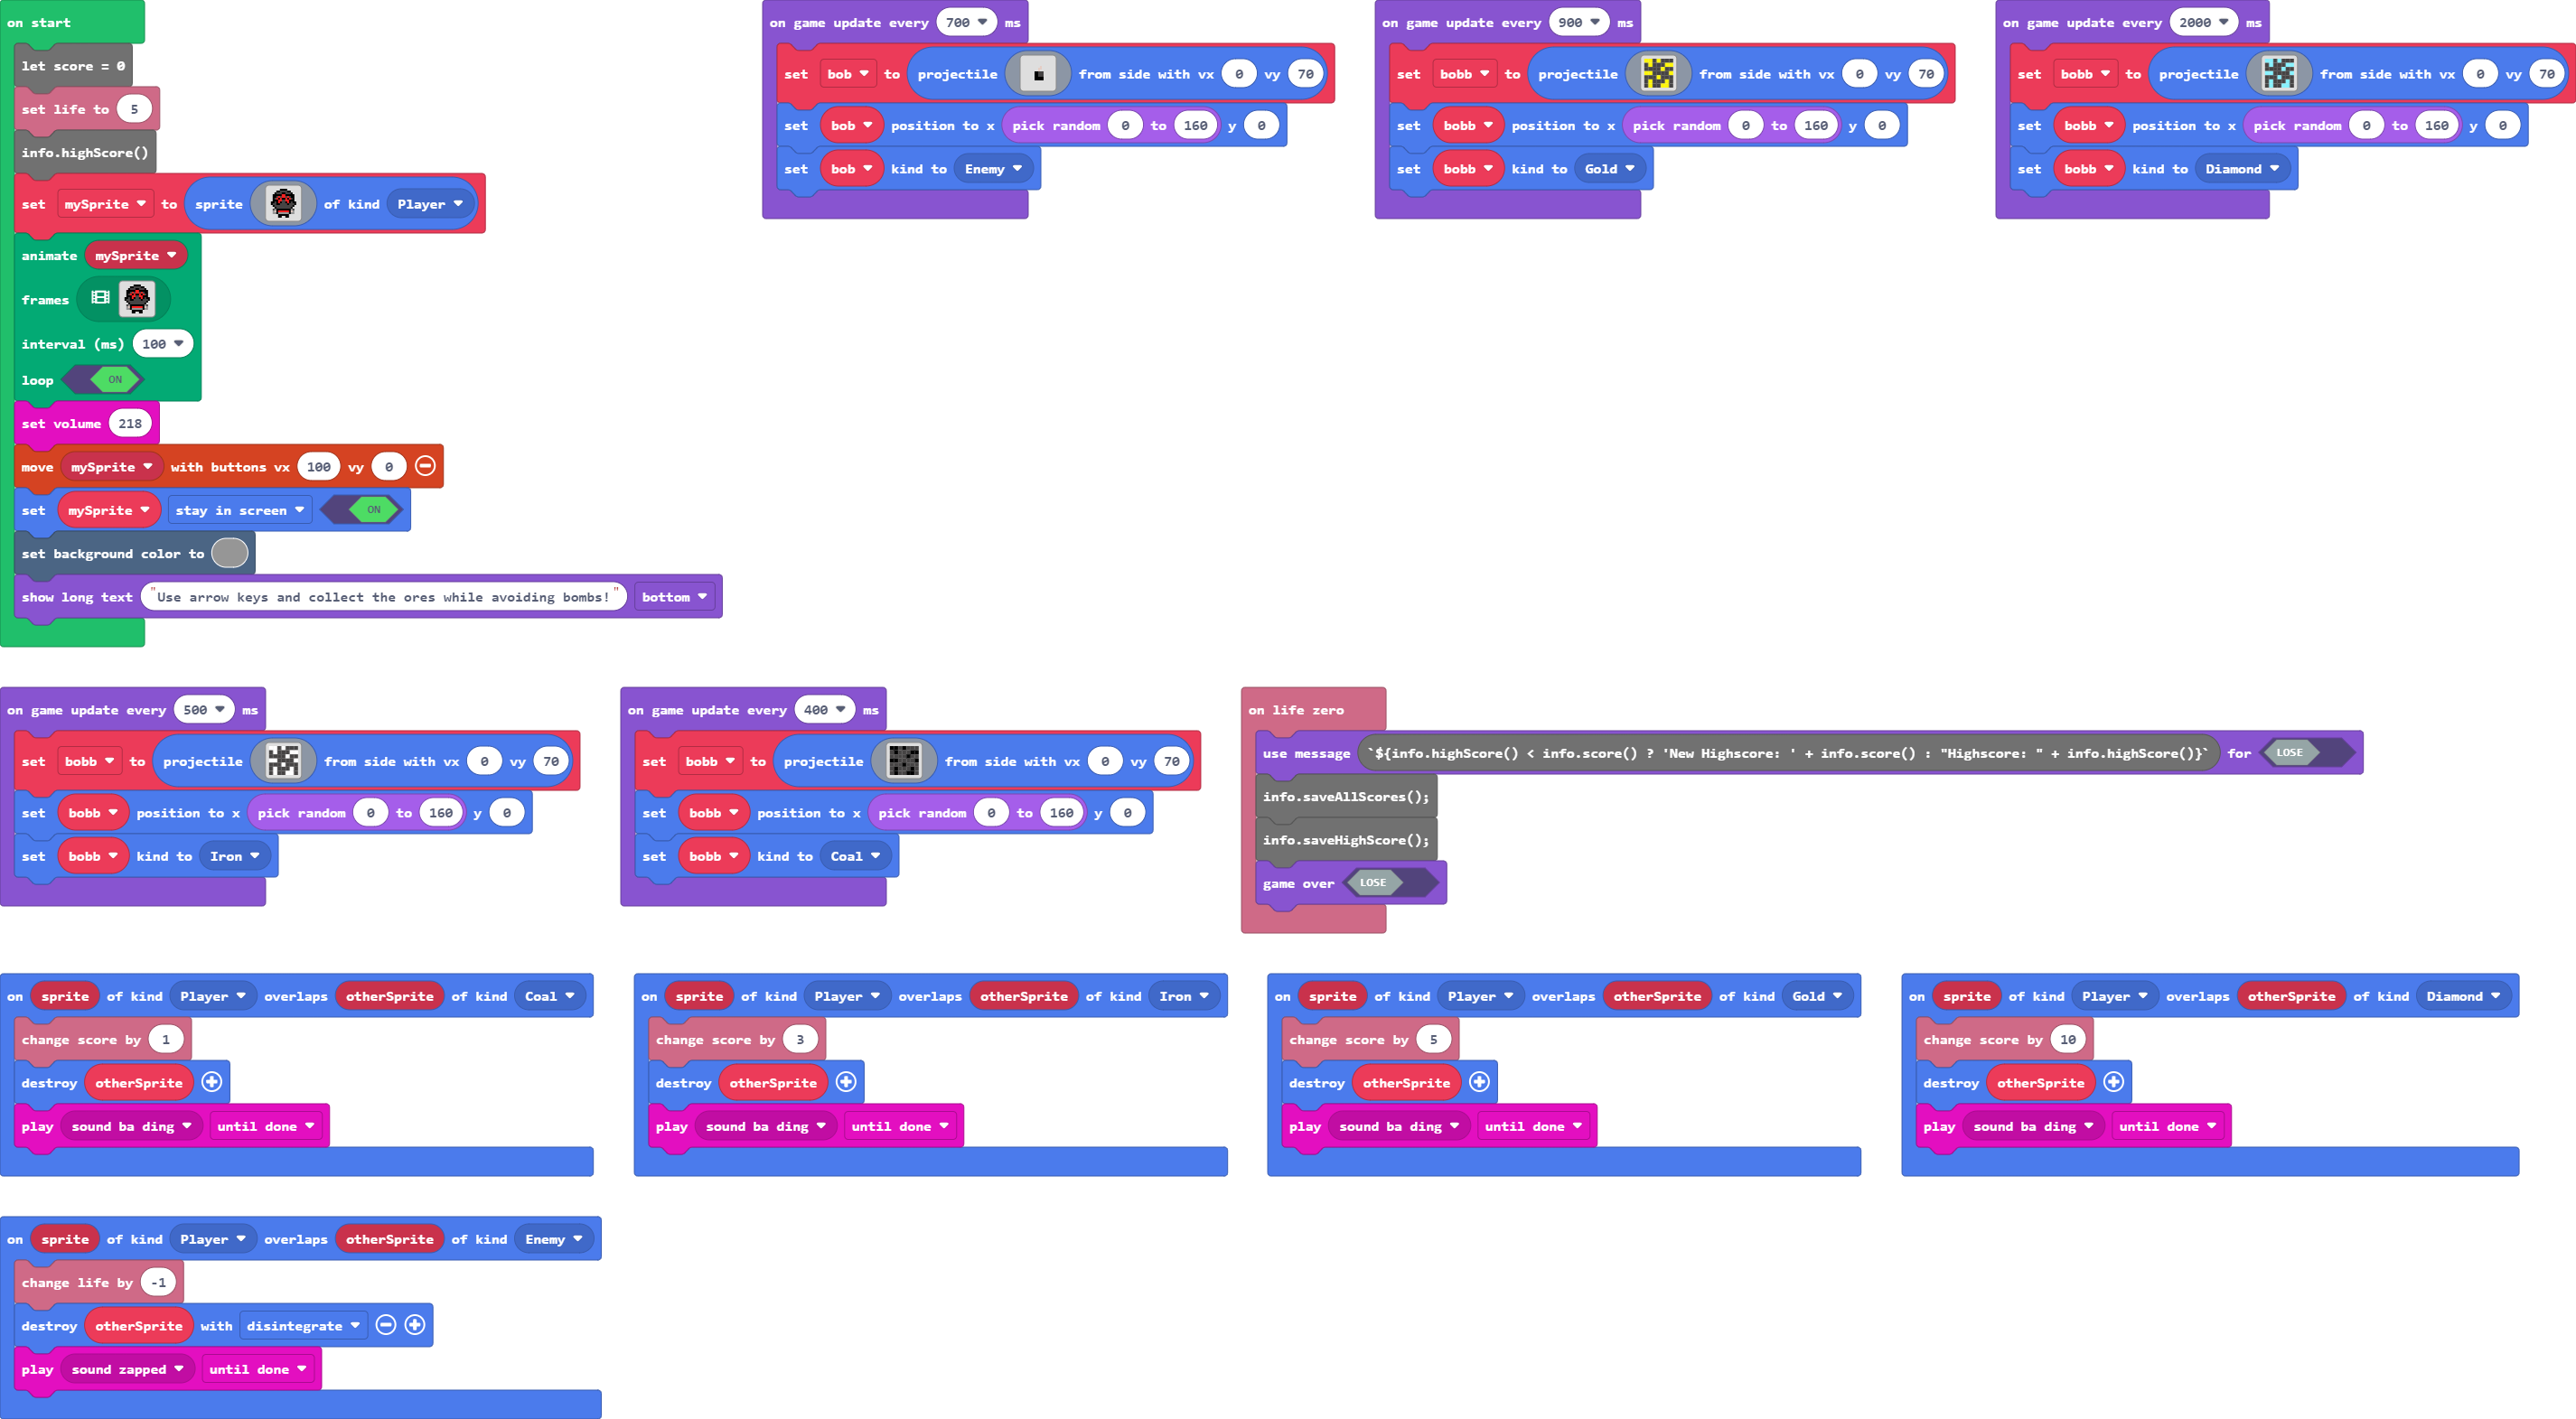 on start
let score = 0
set life to 5
info.highScore()
set mySprite to sprite of kind Player
animate mySprite
frames
interval (ms) 100
loop ON
set volume 218
move mySprite with buttons vx 100 vy 0
set mySprite stay in screen ON
set background color to
show long text "Use arrow keys and collect the ores while avoiding bombs!" bottom
on game update every 700 ms
set bob to projectile from side with vx 0 vy 70
set bob position to x pick random 0 to 160 y 0
set bob kind to Enemy
on game update every 900 ms
set bobb to projectile from side with vx 0 vy 70
set bobb position to x pick random 0 to 160 y 0
set bobb kind to Gold
on game update every 2000 ms
set bobb to projectile from side with vx 0 vy 70
set bobb position to x pick random 0 to 160 y 0
set bobb kind to Diamond
on game update every 500 ms
set bobb to projectile from side with vx 0 vy 70
set bobb position to x pick random 0 to 160 y 0
set bobb kind to Iron
on game update every 400 ms
set bobb to projectile from side with vx 0 vy 70
set bobb position to x pick random 0 to 160 y 0
set bobb kind to Coal
on life zero
use message `${info.highScore() < info.score() ? 'New Highscore: ' + info.score() : "Highscore: " + info.highScore()}` for LOSE
info.saveAllScores();
info.saveHighScore();
game over LOSE
on sprite of kind Player overlaps otherSprite of kind Coal
change score by 1
destroy otherSprite
play sound ba ding until done
on sprite of kind Player overlaps otherSprite of kind Iron
change score by 3
destroy otherSprite
play sound ba ding until done
on sprite of kind Player overlaps otherSprite of kind Gold
change score by 5
destroy otherSprite
play sound ba ding until done
on sprite of kind Player overlaps otherSprite of kind Diamond
change score by 10
destroy otherSprite
play sound ba ding until done
on sprite of kind Player overlaps otherSprite of kind Enemy
change life by -1
destroy otherSprite with disintegrate
play sound zapped until done